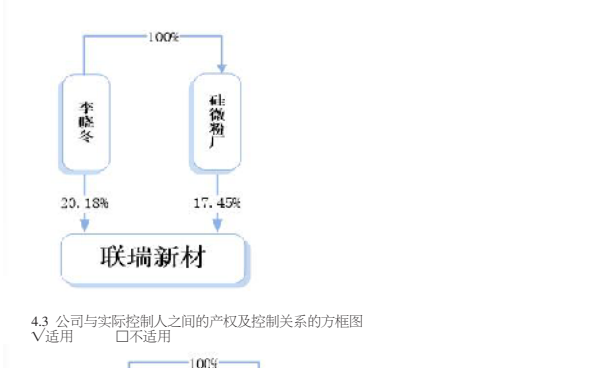 100%
李晓冬
硅微粉厂
20.18%
17.45%
联瑞新材
4.3 公司与实际控制人之间的产权及控制关系的方框图
√适用 □不适用
100%